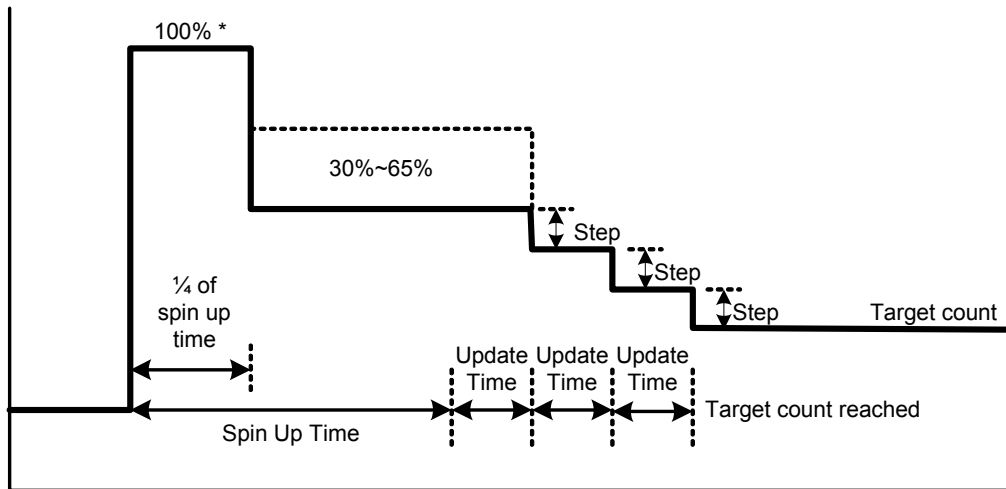 100% *
30%~65%
Step
Step
Step
¼ of
spin up
time
Target count
Update
Time
Update
Time
Update
Time
Spin Up Time
Target count reached